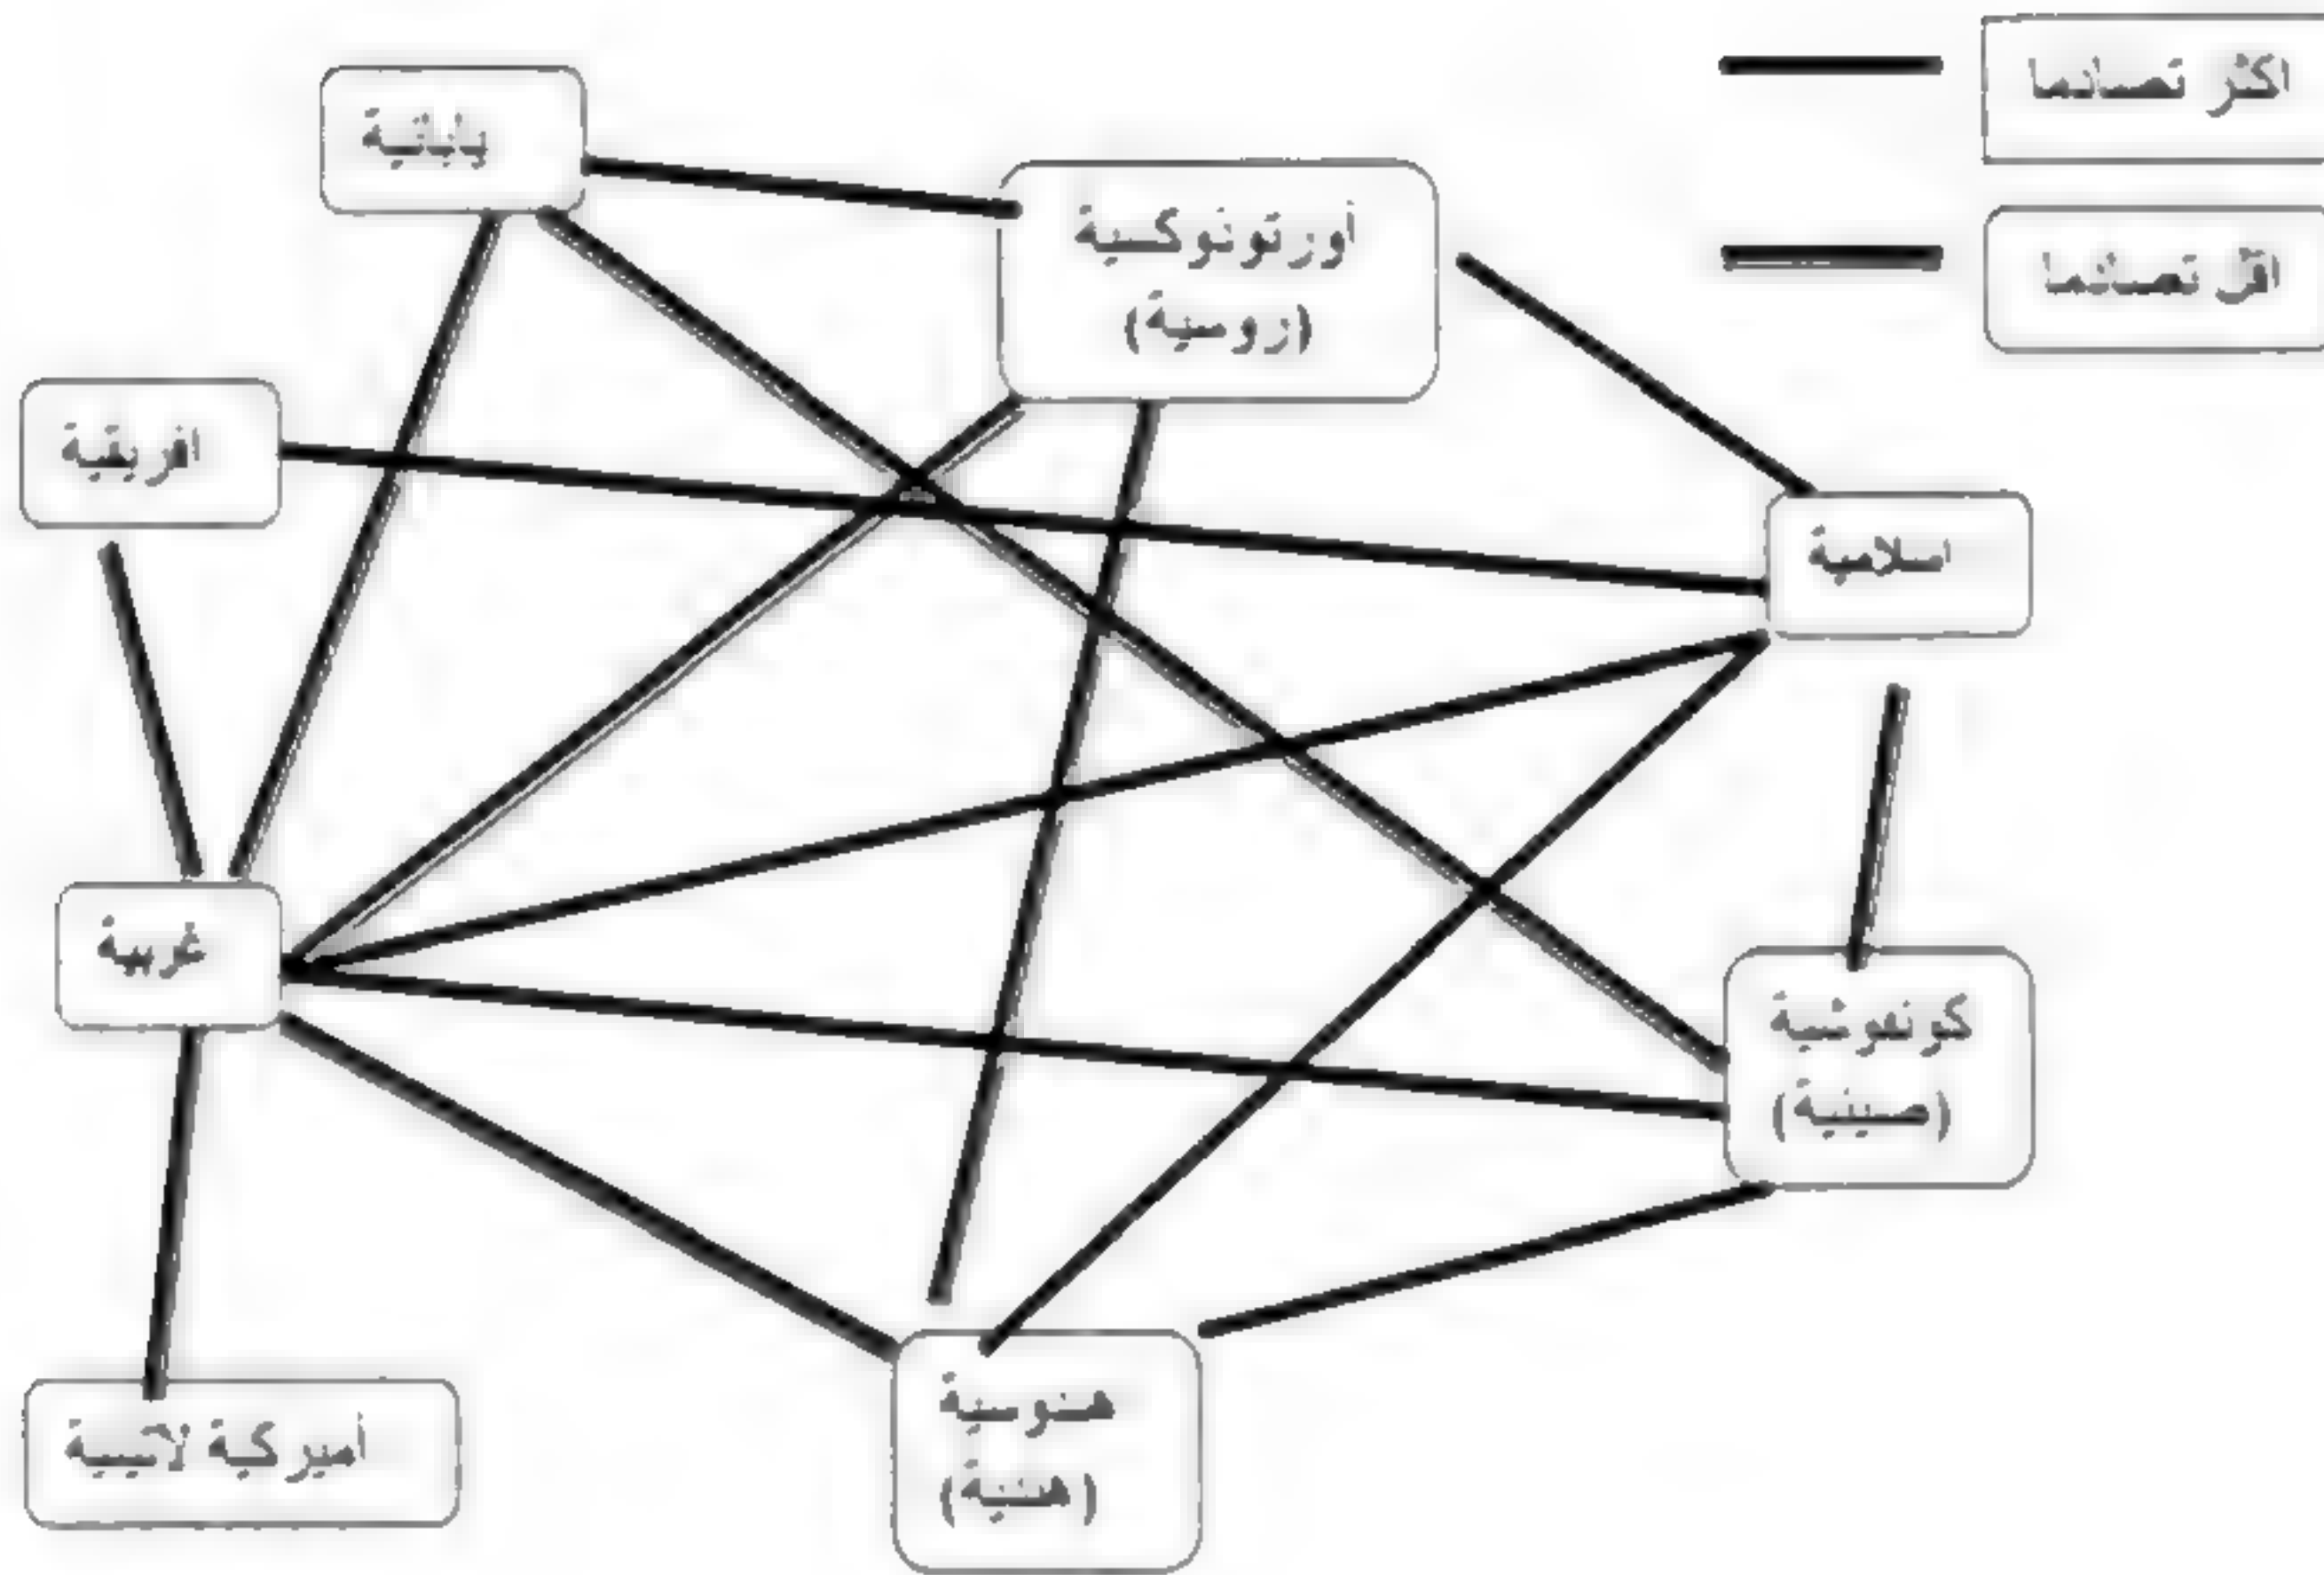 اكثر تصادما
اقل تصادما
يابانية
أورثوذوكسية
(روسية)
افريقية
اسلامية
غربية
كونفوشية
(صينية)
هندوسية
(هندية)
أميركية لاتينية